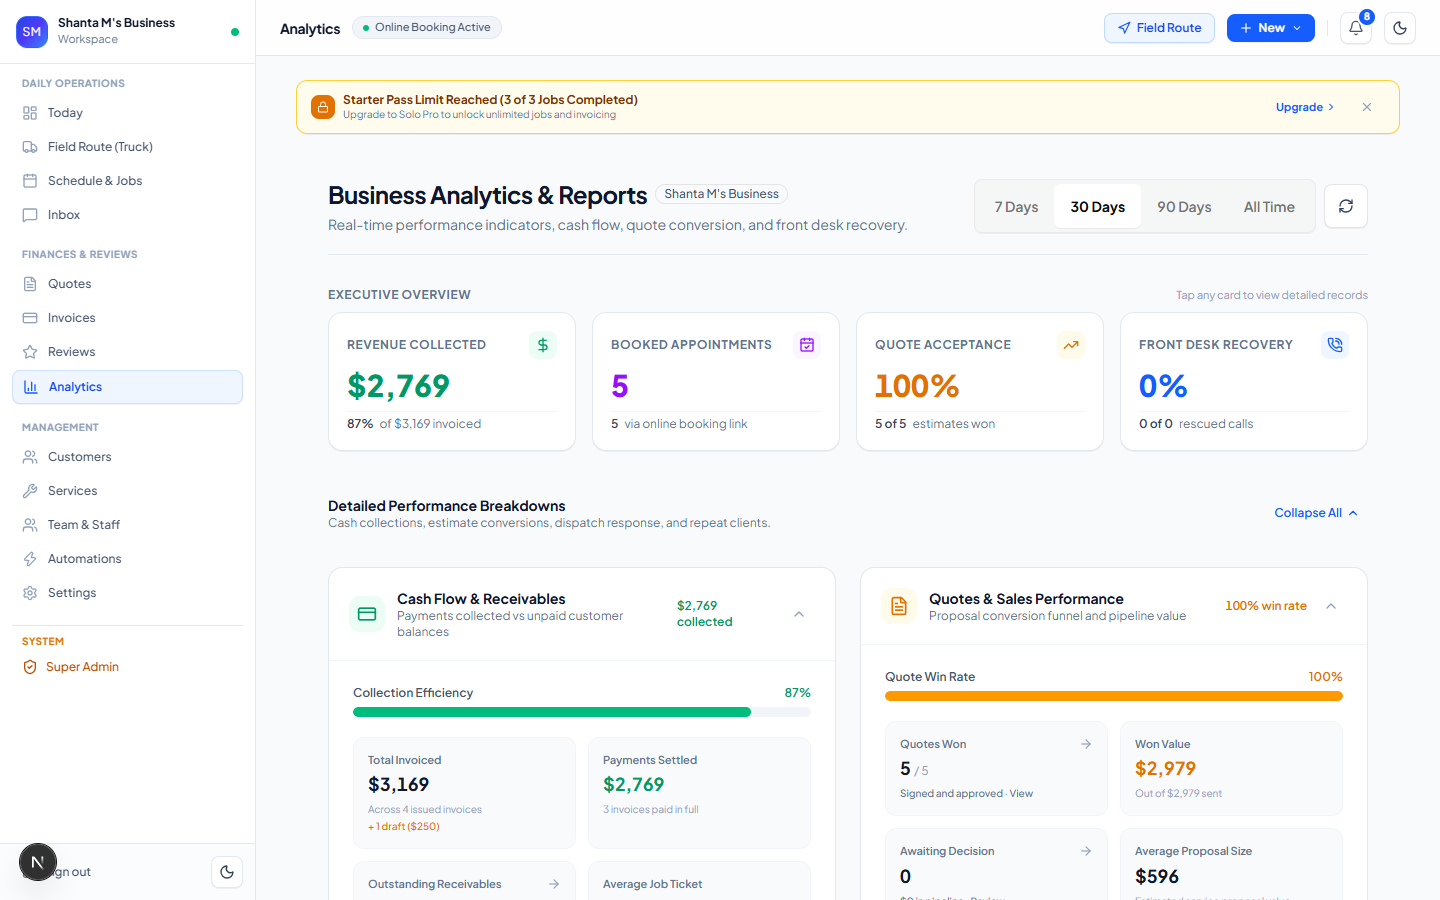 SM
Shanta M's Business
Workspace
DAILY OPERATIONS
Today
Field Route (Truck)
Schedule & Jobs
Inbox
FINANCES & REVIEWS
Quotes
Invoices
Reviews
Analytics
MANAGEMENT
Customers
Services
Team & Staff
Automations
Settings
SYSTEM
Super Admin
N
gn out
Analytics
Online Booking Active
Field Route
New
8
Starter Pass Limit Reached (3 of 3 Jobs Completed)
Upgrade to Solo Pro to unlock unlimited jobs and invoicing
Upgrade
Business Analytics & Reports
Shanta M's Business
Real-time performance indicators, cash flow, quote conversion, and front desk recovery.
7 Days
30 Days
90 Days
All Time
EXECUTIVE OVERVIEW
Tap any card to view detailed records
REVENUE COLLECTED
$2,769
87% of $3,169 invoiced
BOOKED APPOINTMENTS
5
5 via online booking link
QUOTE ACCEPTANCE
100%
5 of 5 estimates won
FRONT DESK RECOVERY
0%
0 of 0 rescued calls
Detailed Performance Breakdowns
Cash collections, estimate conversions, dispatch response, and repeat clients.
Collapse All
Cash Flow & Receivables
Payments collected vs unpaid customer
balances
$2,769
collected
Collection Efficiency
87%
Total Invoiced
$3,169
Across 4 issued invoices
+ 1 draft ($250)
Payments Settled
$2,769
3 invoices paid in full
Outstanding Receivables
Average Job Ticket
Quotes & Sales Performance
Proposal conversion funnel and pipeline value
100% win rate
Quote Win Rate
100%
Quotes Won
5 / 5
Signed and approved · View
Won Value
$2,979
Out of $2,979 sent
Awaiting Decision
0
Average Proposal Size
$596